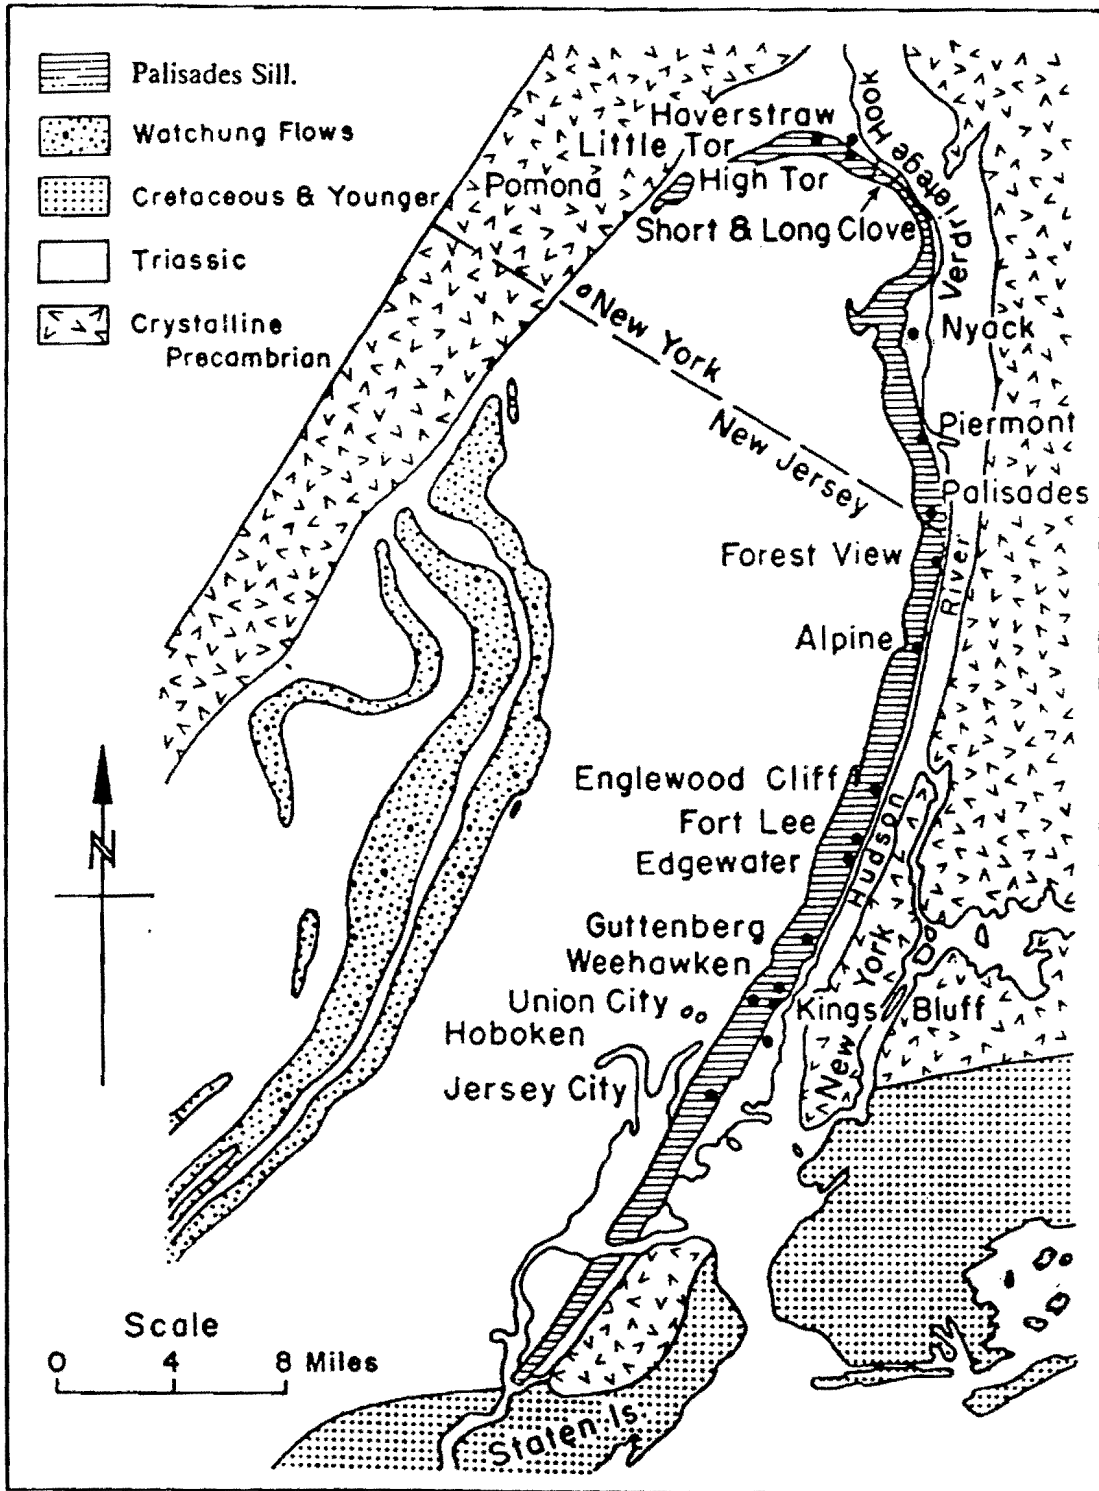 Palisades Sill.
Watchung Flows
Cretaceous & Younger
Triassic
Crystalline
Precambrian
Haverstraw
Little Tor
Pomona
High Tor
Short & Long Clove
Verdrietege Hook
New York
New Jersey
Nyack
Piermont
Palisades
Forest View
Alpine
Englewood Cliff
Fort Lee
Edgewater
Hudson River
Guttenberg
Weehawken
Union City
Hoboken
Jersey City
New York
Kings Bluff
N
Staten Is.
Scale
0 4 8 Miles